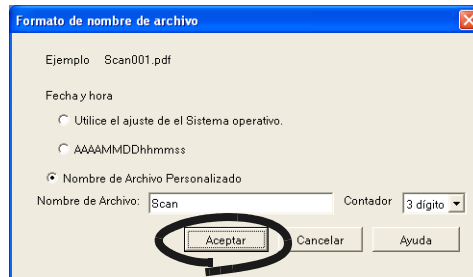 Formato de nombre de archivo
Ejemplo Scan001.pdf
Fecha y hora
Utilice el ajuste de el Sistema operativo.
AAAAMMDDhhmmss
Nombre de Archivo Personalizado
Nombre de Archivo: Scan Contador 3 dígito
Aceptar Cancelar Ayuda